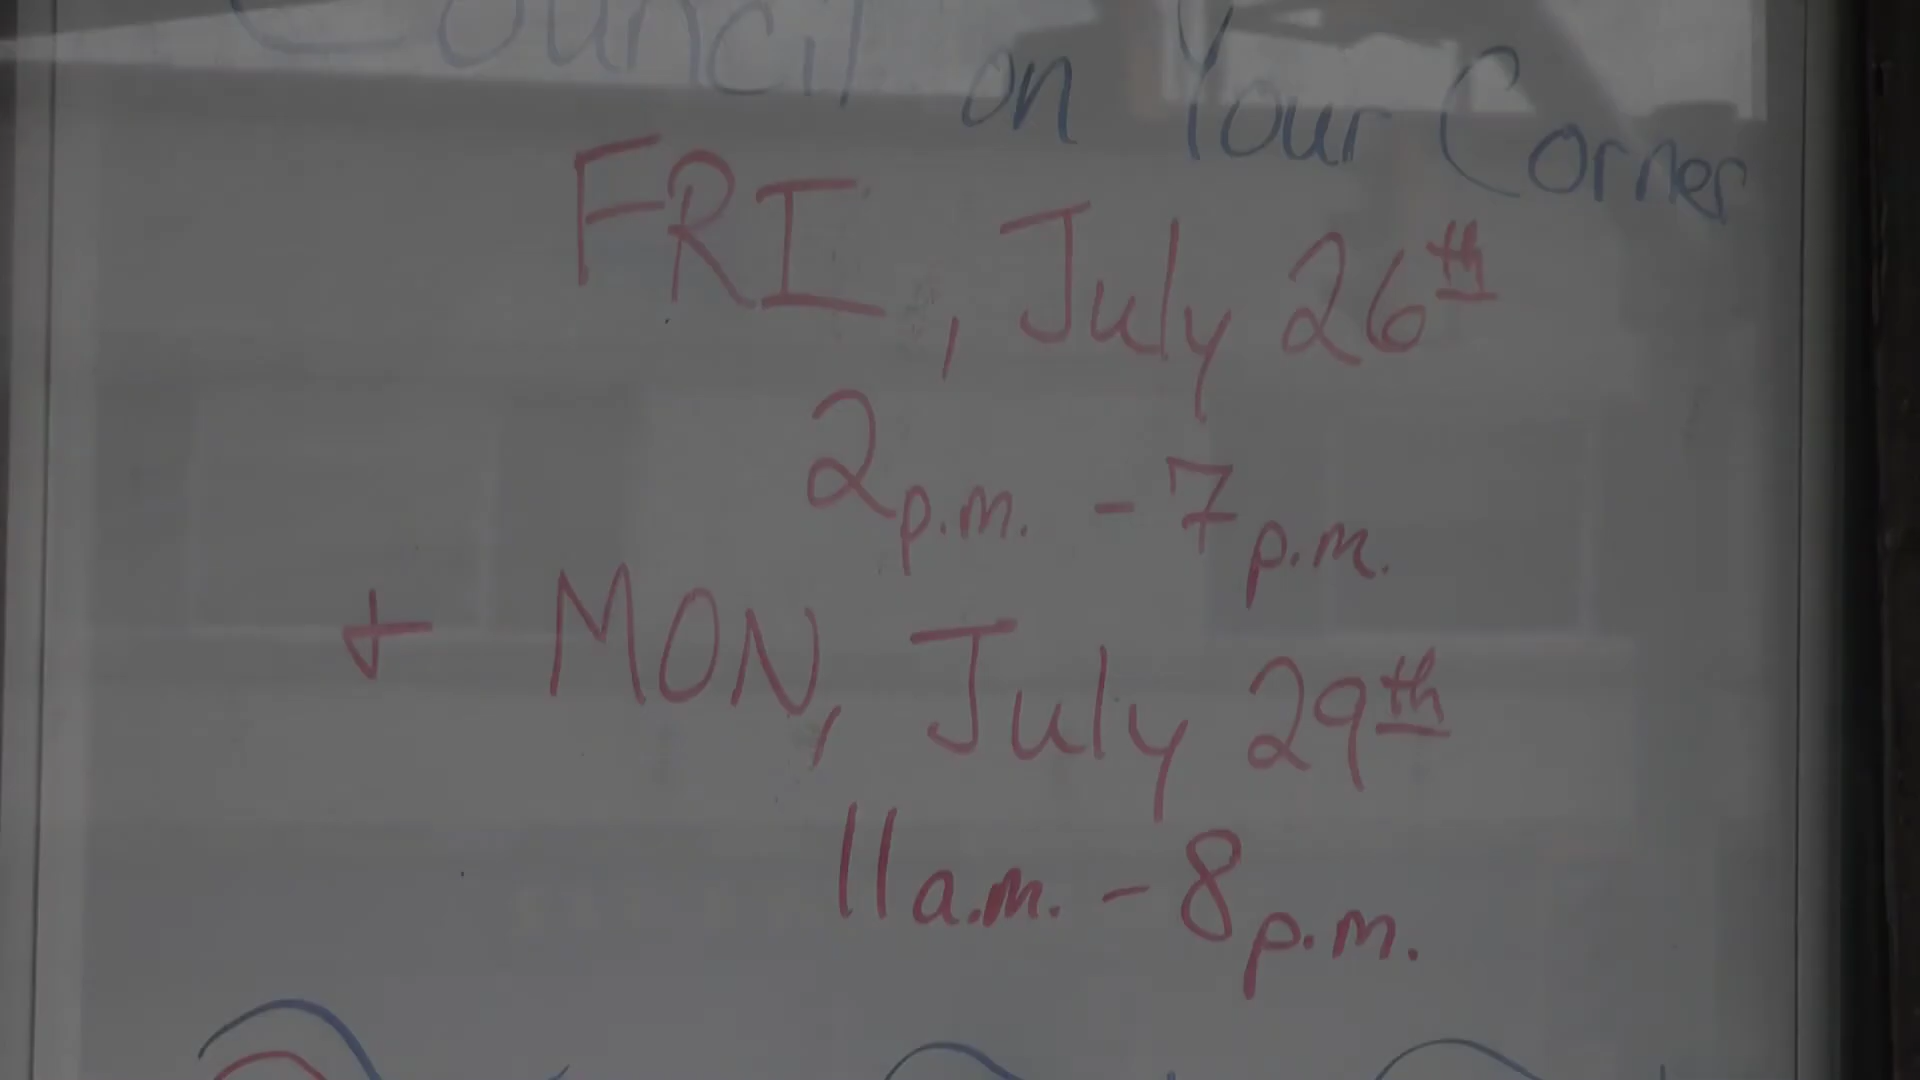 Council on Your Corner
FRI, July 26th
2p.m. - 7p.m.
+ MON, July 29th
11a.m. - 8p.m.